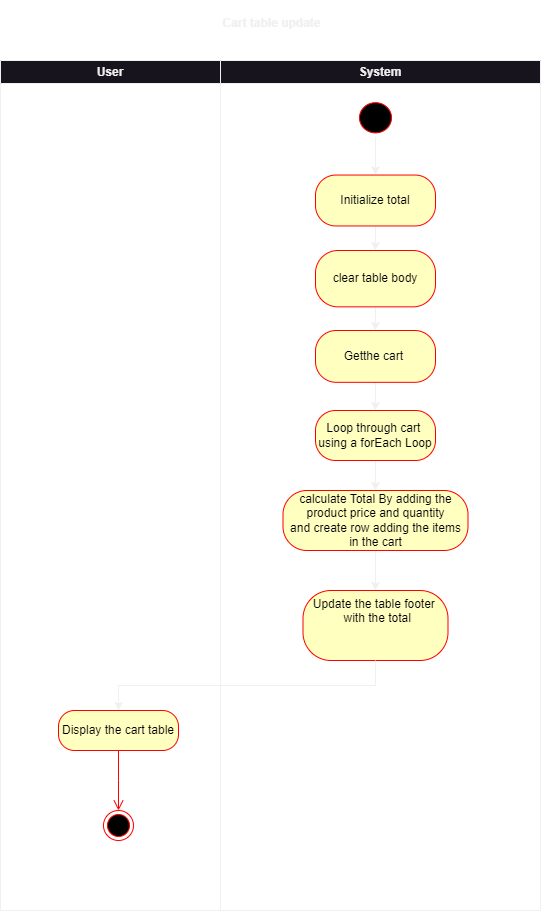 Cart table update
User
System
Initialize total
clear table body
Getthe cart
Loop through cart
using a forEach Loop
calculate Total By adding the
product price and quantity
and create row adding the items
in the cart
Update the table footer
with the total
Display the cart table